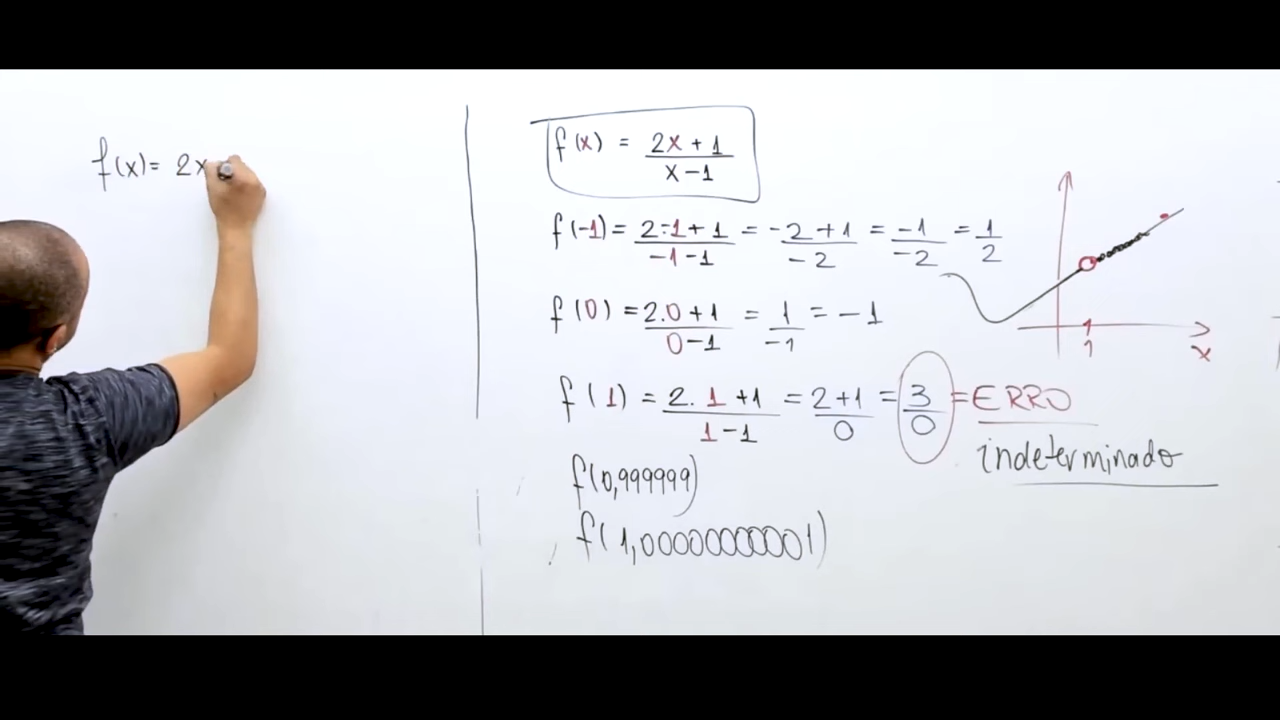 f(x)= 2x
f(x) = (2x + 1)/(x - 1)
f(-1) = (2·-1 + 1)/(-1 - 1) = (-2 + 1)/(-2) = (-1)/(-2) = 1/2
f(0) = (2.0 + 1)/(0 - 1) = 1/(-1) = -1
f(1) = (2.1 + 1)/(1 - 1) = (2 + 1)/0 = 3/0 = ERRO
indeterminado
f(0,999999)
f(1,00000000001)
1
x